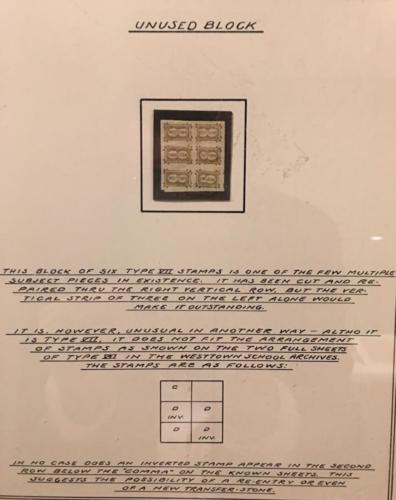 UNUSED BLOCK
THIS BLOCK OF SIX TYPE VII STAMPS IS ONE OF THE FEW MULTIPLE
SUBJECT PIECES IN EXISTENCE. IT HAS BEEN CUT AND RE-
PAIRED THRU THE RIGHT VERTICAL ROW, BUT THE VER-
TICAL STRIP OF THREE ON THE LEFT ALONE WOULD
MAKE IT OUTSTANDING.
IT IS, HOWEVER, UNUSUAL IN ANOTHER WAY – ALTHO IT
IS TYPE VII, IT DOES NOT FIT THE ARRANGEMENT
OF STAMPS AS SHOWN ON THE TWO FULL SHEETS
OF TYPE IN THE WESTTOWN SCHOOL ARCHIVES.
THE STAMPS ARE AS FOLLOWS:
C
D INV. D
D D INV.
IN NO CASE DOES AN INVERTED STAMP APPEAR IN THE SECOND
ROW BELOW THE "COMMA" ON THE KNOWN SHEETS. THIS
SUGGESTS THE POSSIBILITY OF A RE-ENTRY OR EVEN
OF A NEW TRANSFER-STONE.